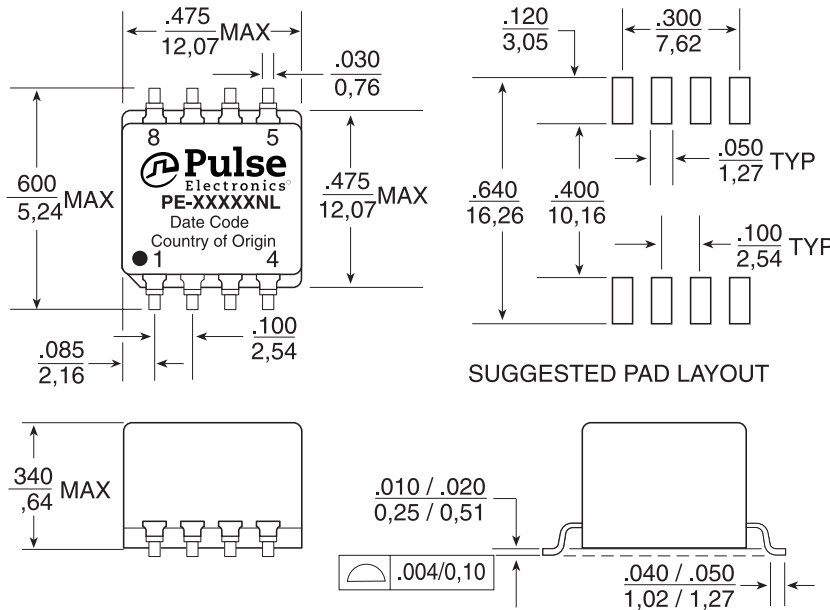 .475
12,07 MAX
.030
0,76
8 5
Pulse
Electronics
PE-XXXXXNL
Date Code
Country of Origin
1 4
600
5,24 MAX
.475
12,07 MAX
.085
2,16
.100
2,54
.120
3,05
.300
7,62
.640
16,26
.400
10,16
.050
1,27 TYP
.100
2,54 TYP
SUGGESTED PAD LAYOUT
340
,64 MAX
.010 / .020
0,25 / 0,51
.004/0,10
.040 / .050
1,02 / 1,27